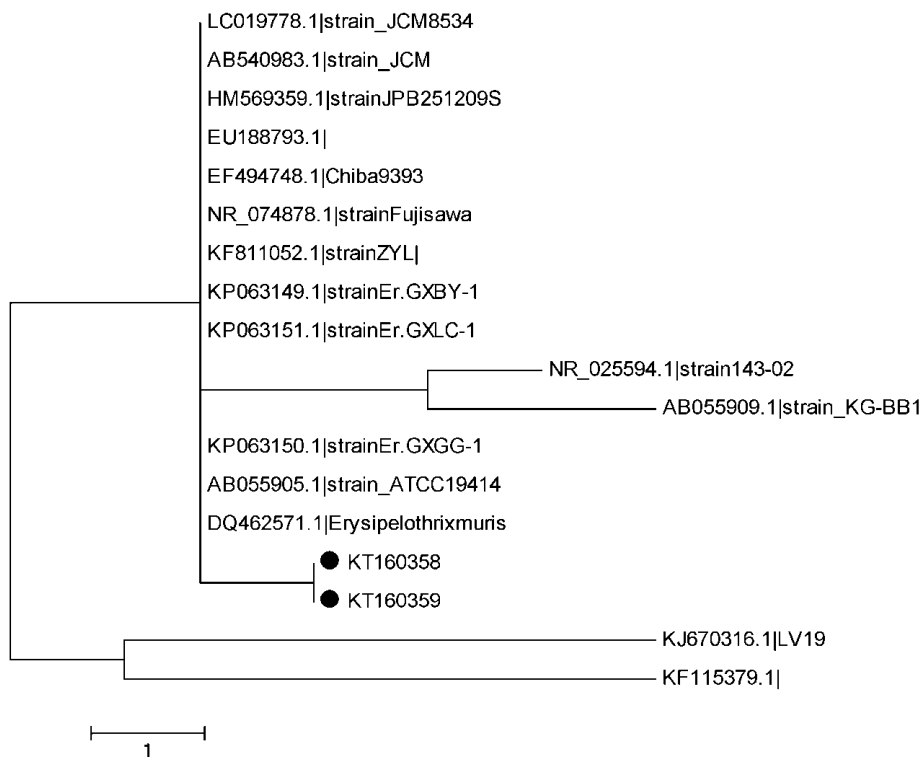 LC019778.1|strain_JCM8534
AB540983.1|strain_JCM
HM569359.1|strainJPB251209S
EU188793.1|
EF494748.1|Chiba9393
NR_074878.1|strainFujisawa
KF811052.1|strainZYL|
KP063149.1|strainEr.GXBY-1
KP063151.1|strainEr.GXLC-1
NR_025594.1|strain143-02
AB055909.1|strain_KG-BB1
KP063150.1|strainEr.GXGG-1
AB055905.1|strain_ATCC19414
DQ462571.1|Erysipelothrixmuris
KT160358
KT160359
KJ670316.1|LV19
KF115379.1|
1